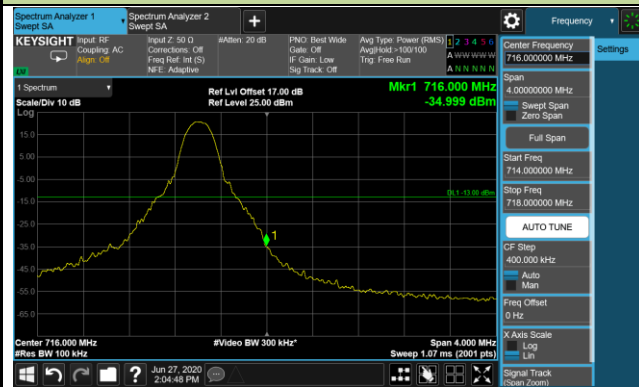 Spectrum Analyzer 1
Swept SA
Spectrum Analyzer 2
Swept SA
+
Frequency
KEYSIGHT
Input: RF
Coupling: AC
Align: Off
Input Z: 50 Ω
Corrections: Off
Freq Ref: Int (S)
NFE: Adaptive
#Atten: 20 dB
PNO: Best Wide
Gate: Off
IF Gain: Low
Sig Track: Off
Avg Type: Power (RMS)
Avg|Hold:>100/100
Trig: Free Run
1 2 3 4 5 6
A W W W W W
A N N N N N
LXI
1 Spectrum
Scale/Div 10 dB
Log
Ref Lvl Offset 17.00 dB
Ref Level 25.00 dBm
Mkr1 716.000 MHz
-34.999 dBm
15.0
5.00
-5.00
-15.0
-25.0
-35.0
-45.0
-55.0
-65.0
DL1 -13.00 dBm
1
Center 716.000 MHz
#Res BW 100 kHz
#Video BW 300 kHz*
Span 4.000 MHz
Sweep 1.07 ms (2001 pts)
Center Frequency
716.000000 MHz
Settings
Span
4.00000000 MHz
Swept Span
Zero Span
Full Span
Start Freq
714.000000 MHz
Stop Freq
718.000000 MHz
AUTO TUNE
CF Step
400.000 kHz
Auto
Man
Freq Offset
0 Hz
X Axis Scale
Log
Lin
Signal Track
(Span Zoom)
?
Jun 27, 2020
2:04:48 PM